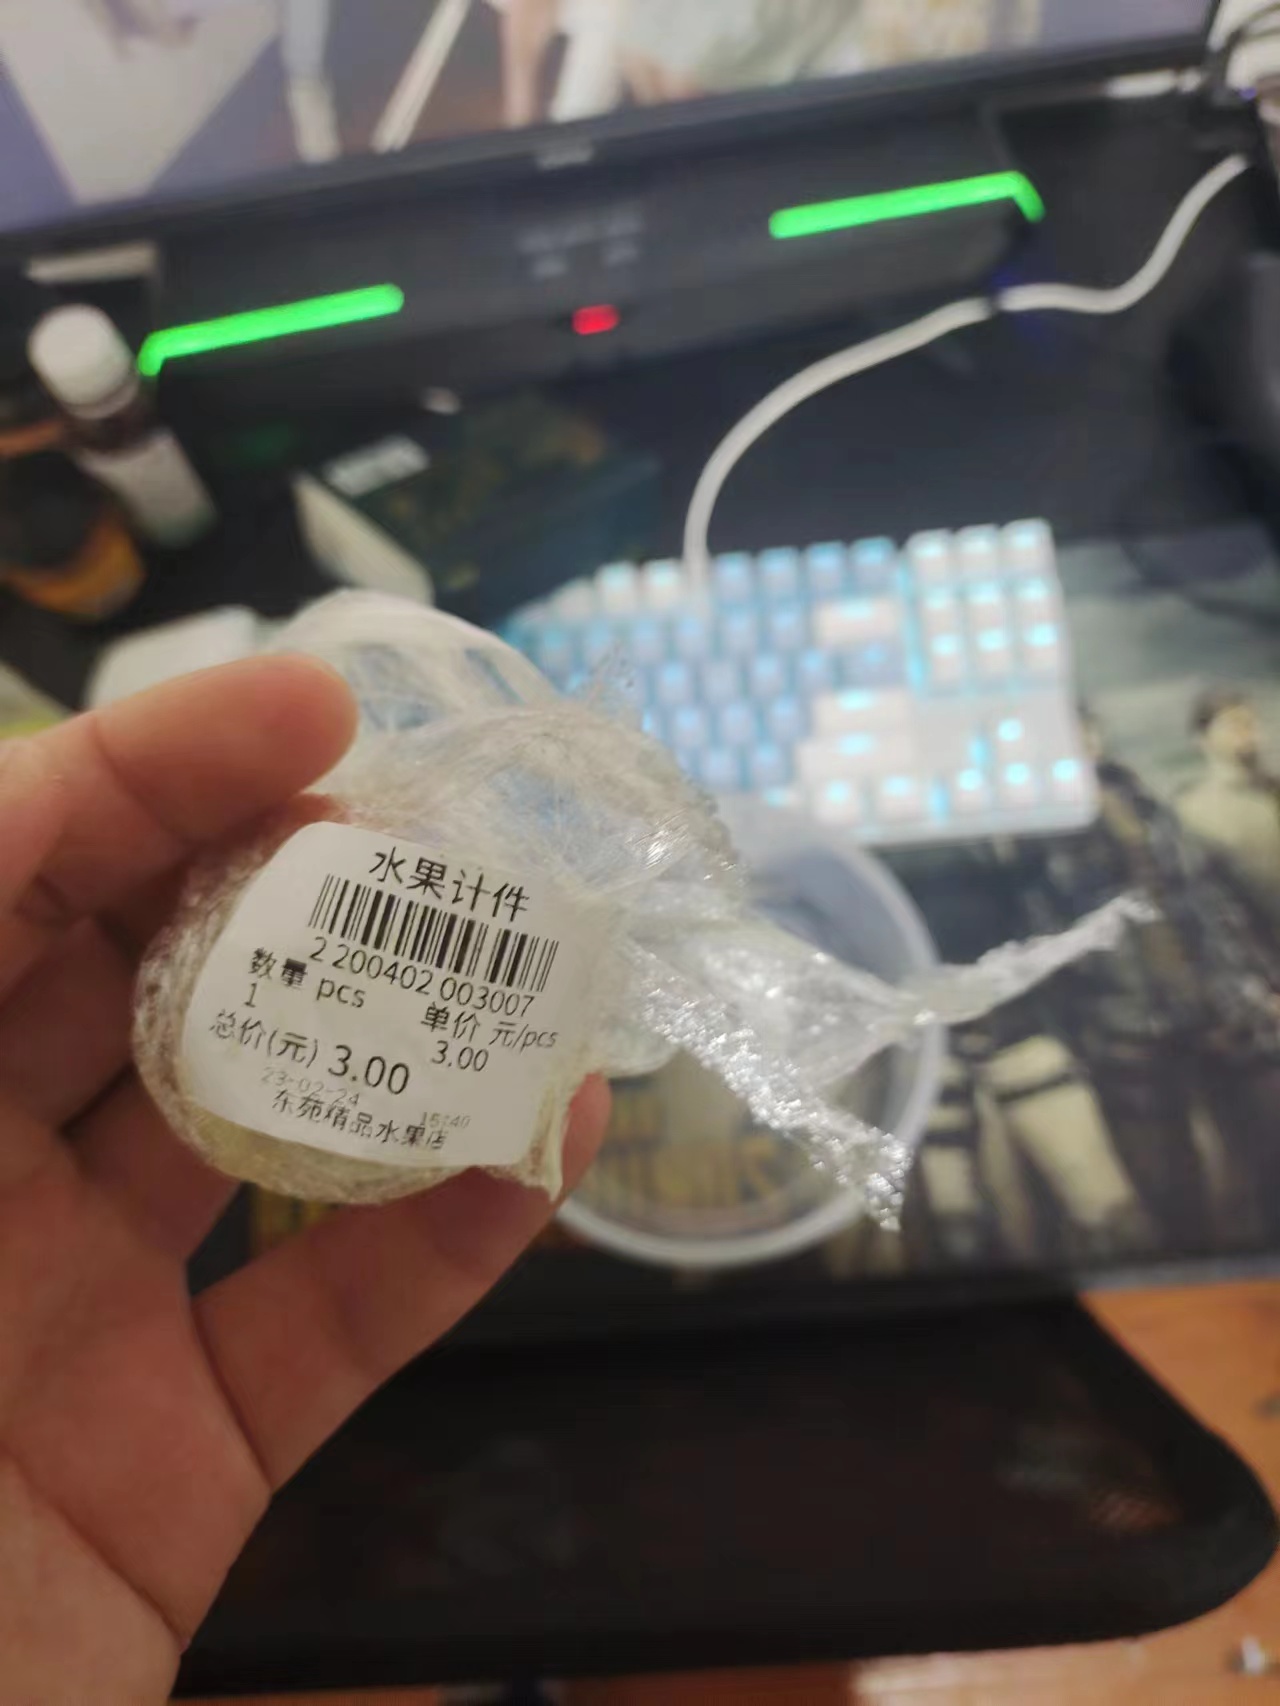 水果计件
2 200402 003007
数量 pcs
1
单价 元/pcs
3.00
总价(元) 3.00
23-02-24 15:40
东苑精品水果店